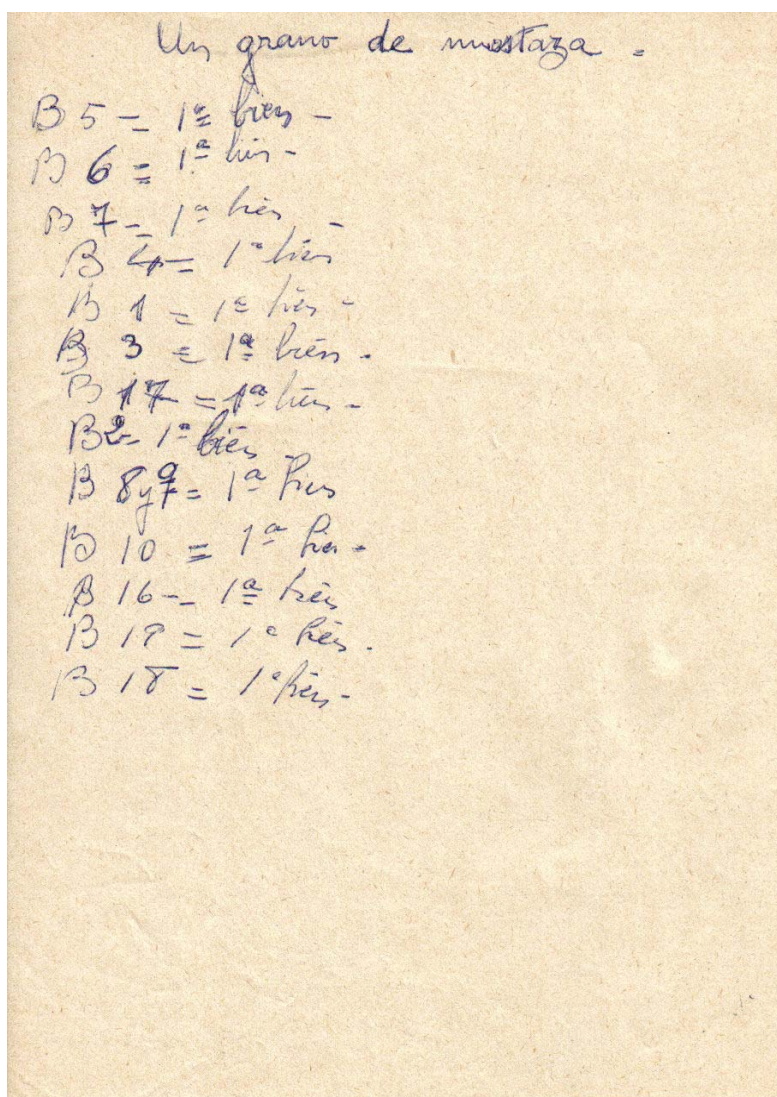 Un grano de mostaza =
B 5 = 1ª bien -
B 6 = 1ª bien -
B 7 = 1ª bien -
B 4 = 1ª bien
B 1 = 1ª bien -
B 3 = 1ª bien -
B 17 = 1ª bien -
B 2 - 1ª bien
B 8 y 9 = 1ª bien
B 10 = 1ª bien -
B 16 - 1ª bien
B 19 = 1ª bien.
B 18 = 1ª bien -